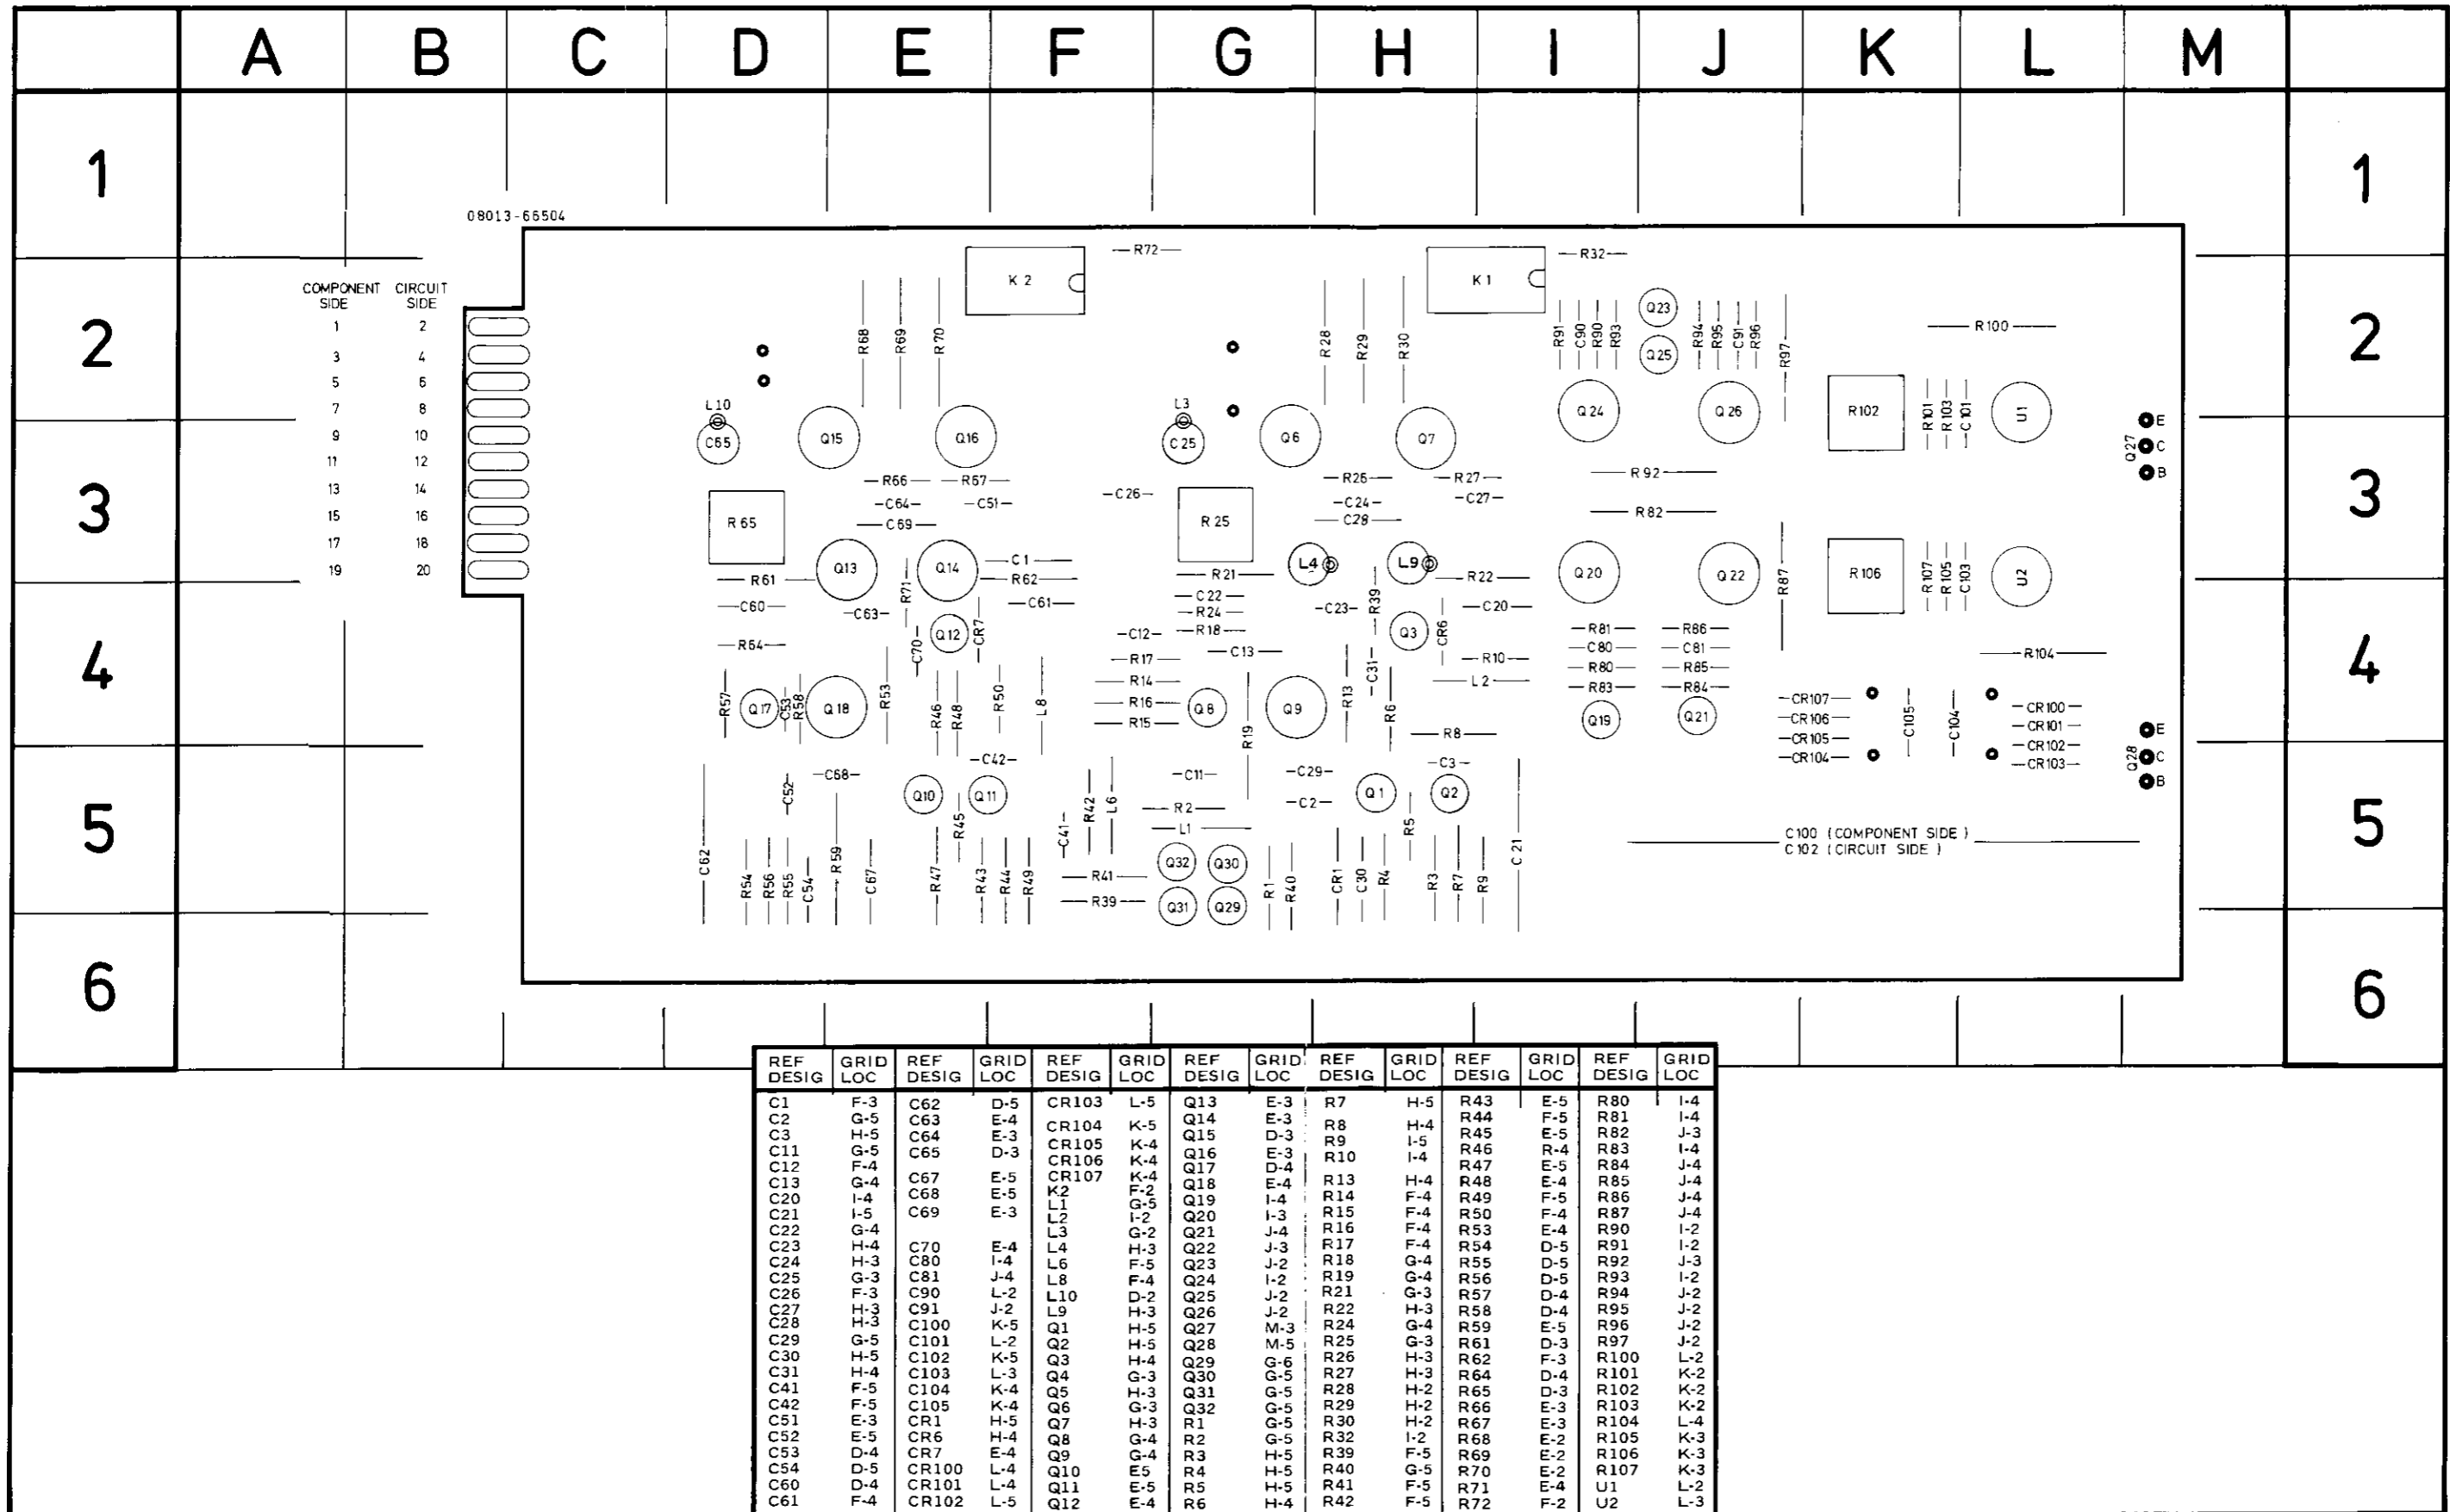 A B C D E F G H I J K L M
1 1
08013-66504
R72 R32
K2 K1
COMPONENT SIDE CIRCUIT SIDE
1 2
3 4
5 6
7 8
9 10
11 12
13 14
15 16
17 18
19 20
2 2
R68 R69 R70 R28 R29 R30 R91 C90 R90 R93 Q23 Q25 R94 R95 C91 R96 R97 R100
L10 C65 Q15 Q16 L3 C25 Q6 Q7 Q24 Q26 R102 R101 R103 C101 U1
Q27 E C B
3 3
R66 R67 R26 R27 R92
C64 C51 C26 C24 C27
R65 C69 R25 C28 R82
Q13 Q14 C1 L4 L9 Q20 Q22 R106 R107 R105 C103 U2
R61 R71 R62 R21 R39 R22 R87
C60 C63 C61 C22 C23 C20
R24
Q12 CR7 C12 R18 Q3 CR6 R81 R86
4 4
R64 C70 C13 C80 C81 R104
R17 C31 R10 R80 R85
R57 Q17 C53 R58 Q18 R53 R46 R48 R50 L8 R14 R13 R6 L2 R83 R84
R16 Q8 Q9 Q19 Q21 CR107 C105 C104 CR100
R15 R19 R8 CR106 CR101
CR105 CR102
C42 CR104 CR103
Q28 E C B
C68 C11 C29 C3
C52 Q10 Q11 R42 L6 R2 C2 Q1 Q2
5 5
R45 C41 L1 R5 C21
C100 (COMPONENT SIDE)
C102 (CIRCUIT SIDE)
C62 R59 Q32 Q30
R54 R56 R55 C54 C67 R47 R43 R44 R49 R41 R1 R40 CR1 C30 R4 R3 R7 R9
R39 Q31 Q29
6 6
REF DESIG GRID LOC REF DESIG GRID LOC REF DESIG GRID LOC REF DESIG GRID LOC REF DESIG GRID LOC REF DESIG GRID LOC REF DESIG GRID LOC
C1 F-3 C62 D-5 CR103 L-5 Q13 E-3 R7 H-5 R43 E-5 R80 I-4
C2 G-5 C63 E-4 CR104 K-5 Q14 E-3 R8 H-4 R44 F-5 R81 I-4
C3 H-5 C64 E-3 CR105 K-4 Q15 D-3 R9 I-5 R45 E-5 R82 J-3
C11 G-5 C65 D-3 CR106 K-4 Q16 E-3 R10 I-4 R46 R-4 R83 I-4
C12 F-4 C67 E-5 CR107 K-4 Q17 D-4 R13 H-4 R47 E-5 R84 J-4
C13 G-4 C68 E-5 K2 F-2 Q18 E-4 R14 F-4 R48 E-4 R85 J-4
C20 I-4 C69 E-3 L1 G-5 Q19 I-4 R15 F-4 R49 F-5 R86 J-4
C21 I-5 L2 I-2 Q20 I-3 R16 F-4 R50 F-4 R87 J-4
C22 G-4 L3 G-2 Q21 J-4 R17 F-4 R53 E-4 R90 I-2
C23 H-4 C70 E-4 L4 H-3 Q22 J-3 R18 G-4 R54 D-5 R91 I-2
C24 H-3 C80 I-4 L6 F-5 Q23 J-2 R19 G-4 R55 D-5 R92 J-3
C25 G-3 C81 J-4 L8 F-4 Q24 I-2 R21 G-3 R56 D-5 R93 I-2
C26 F-3 C90 L-2 L10 D-2 Q25 J-2 R22 H-3 R57 D-4 R94 J-2
C27 H-3 C91 J-2 L9 H-3 Q26 J-2 R24 G-4 R58 D-4 R95 J-2
C28 H-3 C100 K-5 Q1 H-5 Q27 M-3 R25 G-3 R59 E-5 R96 J-2
C29 G-5 C101 L-2 Q2 H-5 Q28 M-5 R26 H-3 R61 D-3 R97 J-2
C30 H-5 C102 K-5 Q3 H-4 Q29 G-6 R27 H-3 R62 F-3 R100 L-2
C31 H-4 C103 L-3 Q4 G-3 Q30 G-5 R28 H-2 R64 D-4 R101 K-2
C41 F-5 C104 K-4 Q5 H-3 Q31 G-5 R29 H-2 R65 D-3 R102 K-2
C42 F-5 C105 K-4 Q6 G-3 Q32 G-5 R30 H-2 R66 E-3 R103 K-2
C51 E-3 CR1 H-5 Q7 H-3 R1 G-5 R32 I-2 R67 E-3 R104 L-4
C52 E-5 CR6 H-4 Q8 G-4 R2 G-5 R39 F-5 R68 E-2 R105 K-3
C53 D-4 CR7 E-4 Q9 G-4 R3 H-5 R40 G-5 R69 E-2 R106 K-3
C54 D-5 CR100 L-4 Q10 E5 R4 H-5 R41 F-5 R70 E-2 R107 K-3
C60 D-4 CR101 L-4 Q11 E-5 R5 H-5 R42 F-5 R71 E-4 U1 L-2
C61 F-4 CR102 L-5 Q12 E-4 R6 H-4 R72 F-2 U2 L-3